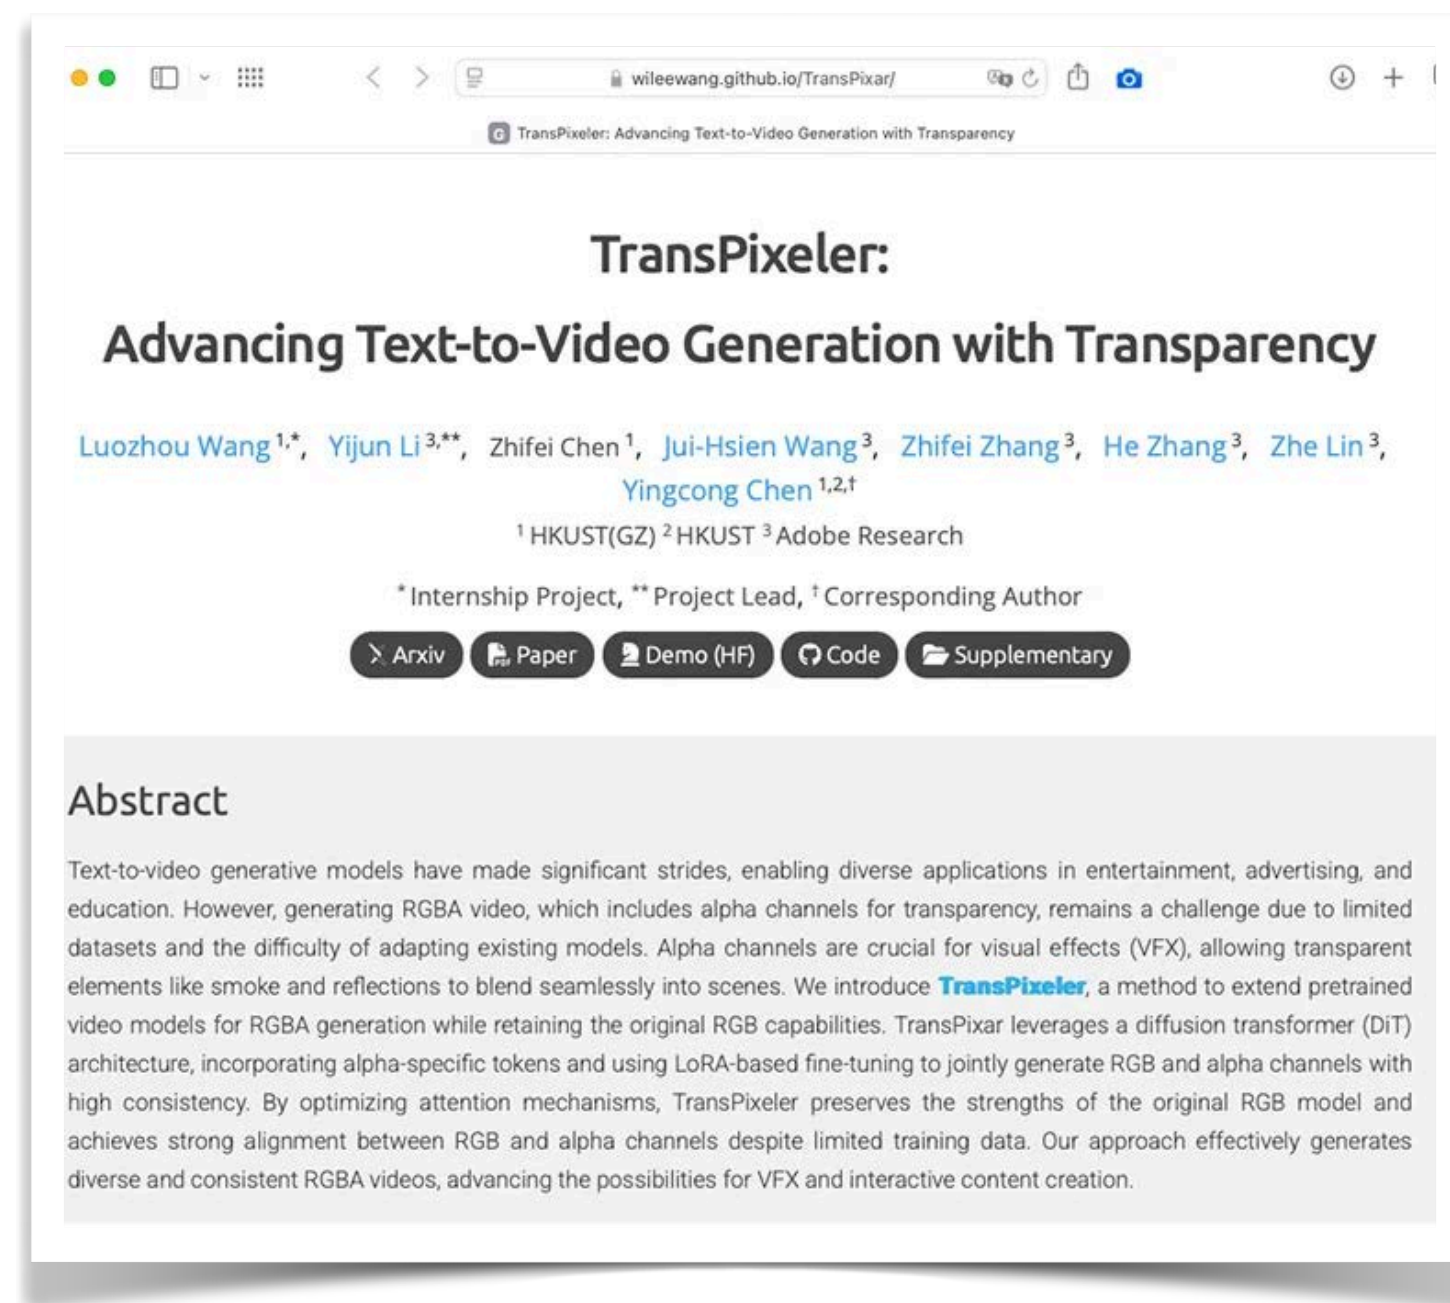 wileewang.github.io/TransPixar/
TransPixeler: Advancing Text-to-Video Generation with Transparency
TransPixeler:
Advancing Text-to-Video Generation with Transparency
Luozhou Wang 1,*, Yijun Li 3,**, Zhifei Chen 1, Jui-Hsien Wang 3, Zhifei Zhang 3, He Zhang 3, Zhe Lin 3,
Yingcong Chen 1,2,†
1 HKUST(GZ) 2 HKUST 3 Adobe Research
* Internship Project, ** Project Lead, † Corresponding Author
Arxiv Paper Demo (HF) Code Supplementary
Abstract
Text-to-video generative models have made significant strides, enabling diverse applications in entertainment, advertising, and
education. However, generating RGBA video, which includes alpha channels for transparency, remains a challenge due to limited
datasets and the difficulty of adapting existing models. Alpha channels are crucial for visual effects (VFX), allowing transparent
elements like smoke and reflections to blend seamlessly into scenes. We introduce TransPixeler, a method to extend pretrained
video models for RGBA generation while retaining the original RGB capabilities. TransPixar leverages a diffusion transformer (DiT)
architecture, incorporating alpha-specific tokens and using LoRA-based fine-tuning to jointly generate RGB and alpha channels with
high consistency. By optimizing attention mechanisms, TransPixeler preserves the strengths of the original RGB model and
achieves strong alignment between RGB and alpha channels despite limited training data. Our approach effectively generates
diverse and consistent RGBA videos, advancing the possibilities for VFX and interactive content creation.